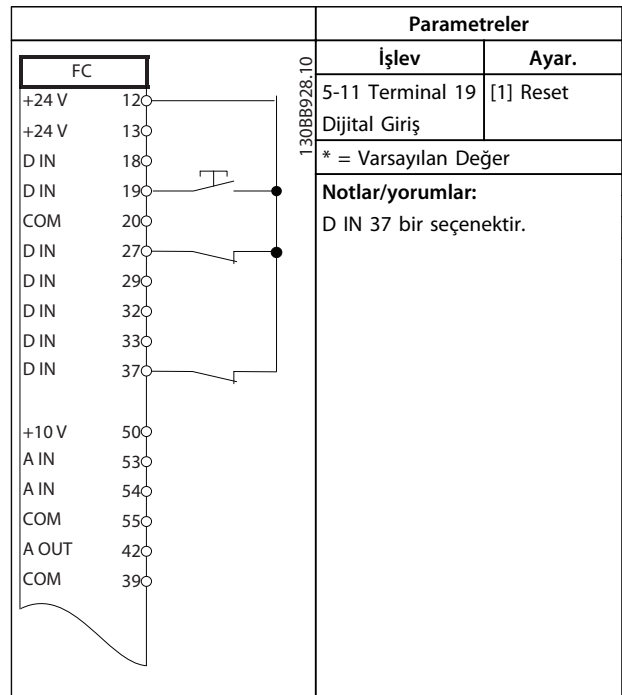 FC
+24 V 12
+24 V 13
D IN 18
D IN 19
COM 20
D IN 27
D IN 29
D IN 32
D IN 33
D IN 37
+10 V 50
A IN 53
A IN 54
COM 55
A OUT 42
COM 39
130BB928.10
Parametreler
İşlev Ayar.
5-11 Terminal 19 [1] Reset
Dijital Giriş
* = Varsayılan Değer
Notlar/yorumlar:
D IN 37 bir seçenektir.